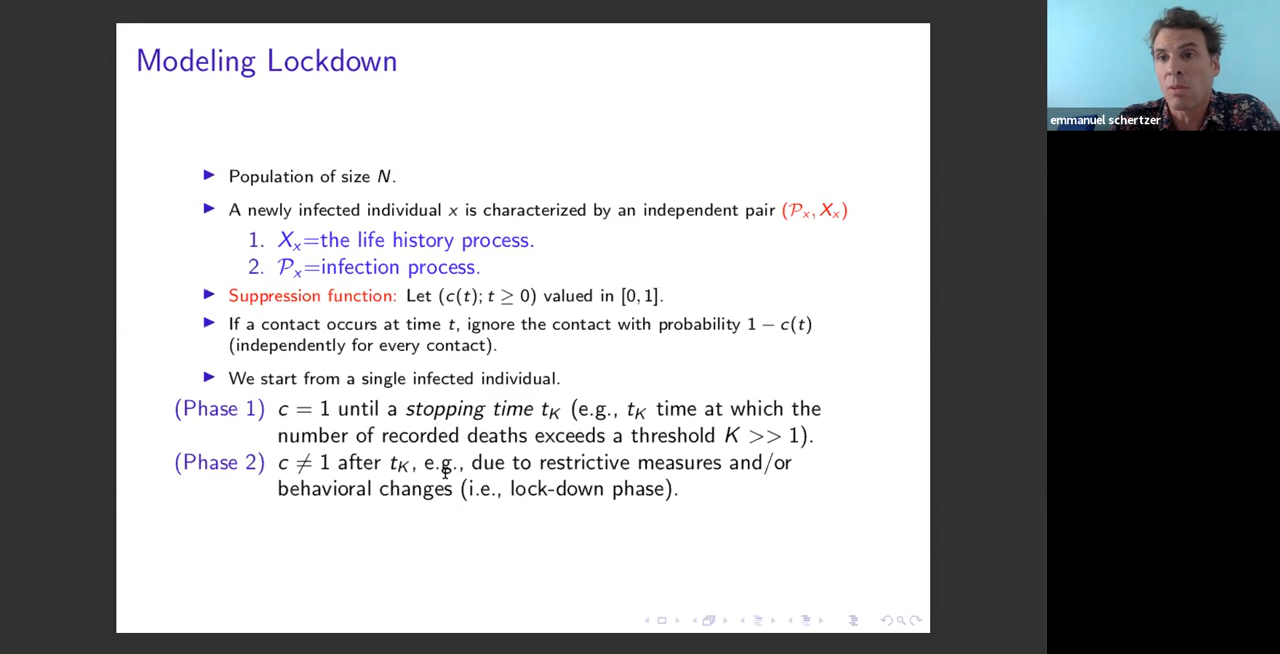 Modeling Lockdown
► Population of size N.
► A newly infected individual x is characterized by an independent pair (𝒫ₓ, Xₓ)
1. Xₓ=the life history process.
2. 𝒫ₓ=infection process.
► Suppression function: Let (c(t); t ≥ 0) valued in [0, 1].
► If a contact occurs at time t, ignore the contact with probability 1 − c(t)
(independently for every contact).
► We start from a single infected individual.
(Phase 1) c = 1 until a stopping time t_K (e.g., t_K time at which the
number of recorded deaths exceeds a threshold K >> 1).
(Phase 2) c ≠ 1 after t_K, e.g., due to restrictive measures and/or
behavioral changes (i.e., lock-down phase).
emmanuel schertzer